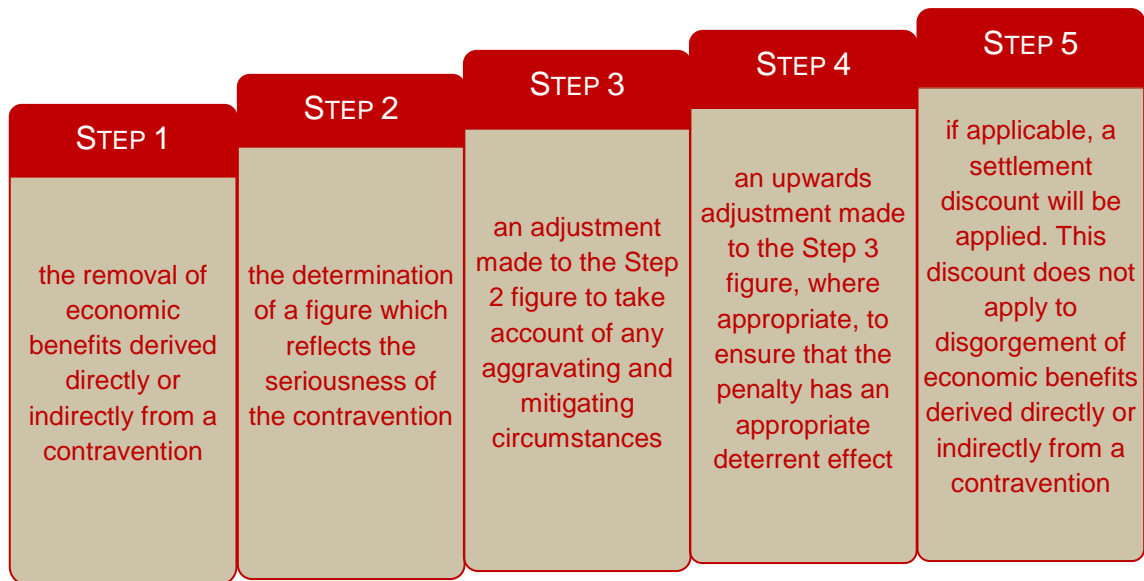 STEP 1
the removal of
economic
benefits derived
directly or
indirectly from a
contravention
STEP 2
the determination
of a figure which
reflects the
seriousness of
the contravention
STEP 3
an adjustment
made to the Step
2 figure to take
account of any
aggravating and
mitigating
circumstances
STEP 4
an upwards
adjustment made
to the Step 3
figure, where
appropriate, to
ensure that the
penalty has an
appropriate
deterrent effect
STEP 5
if applicable, a
settlement
discount will be
applied. This
discount does not
apply to
disgorgement of
economic benefits
derived directly or
indirectly from a
contravention